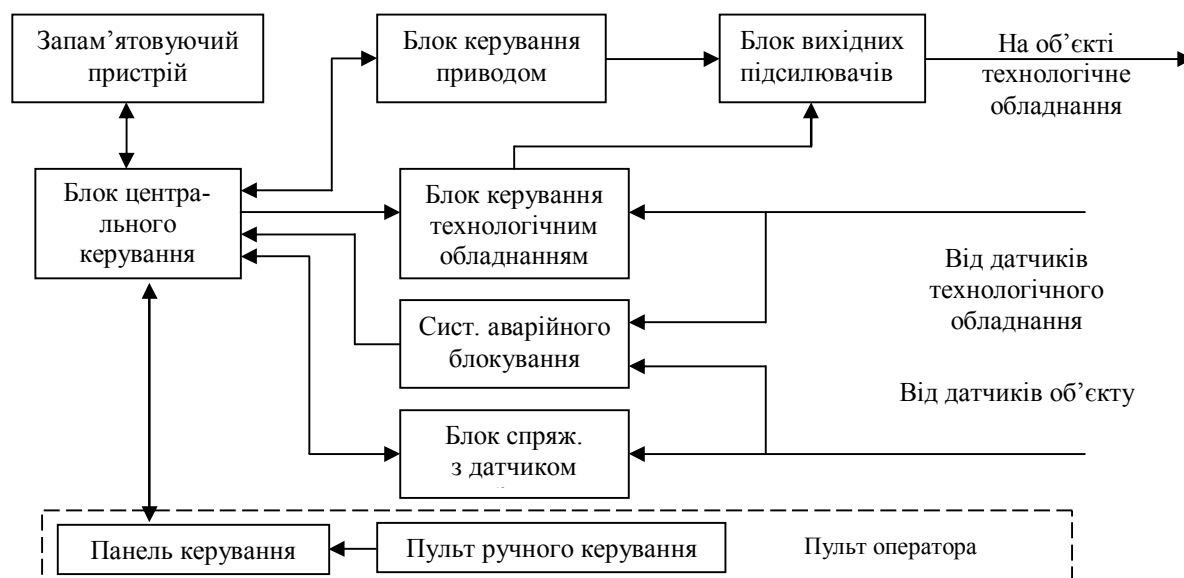 Запам’ятовуючий
пристрій
Блок керування
приводом
Блок вихідних
підсилювачів
На об’єкті
технологічне
обладнання
Блок центра-
льного
керування
Блок керування
технологічним
обладнанням
Від датчиків
технологічного
обладнання
Сист. аварійного
блокування
Від датчиків об’єкту
Блок спряж.
з датчиком
Панель керування
Пульт ручного керування
Пульт оператора